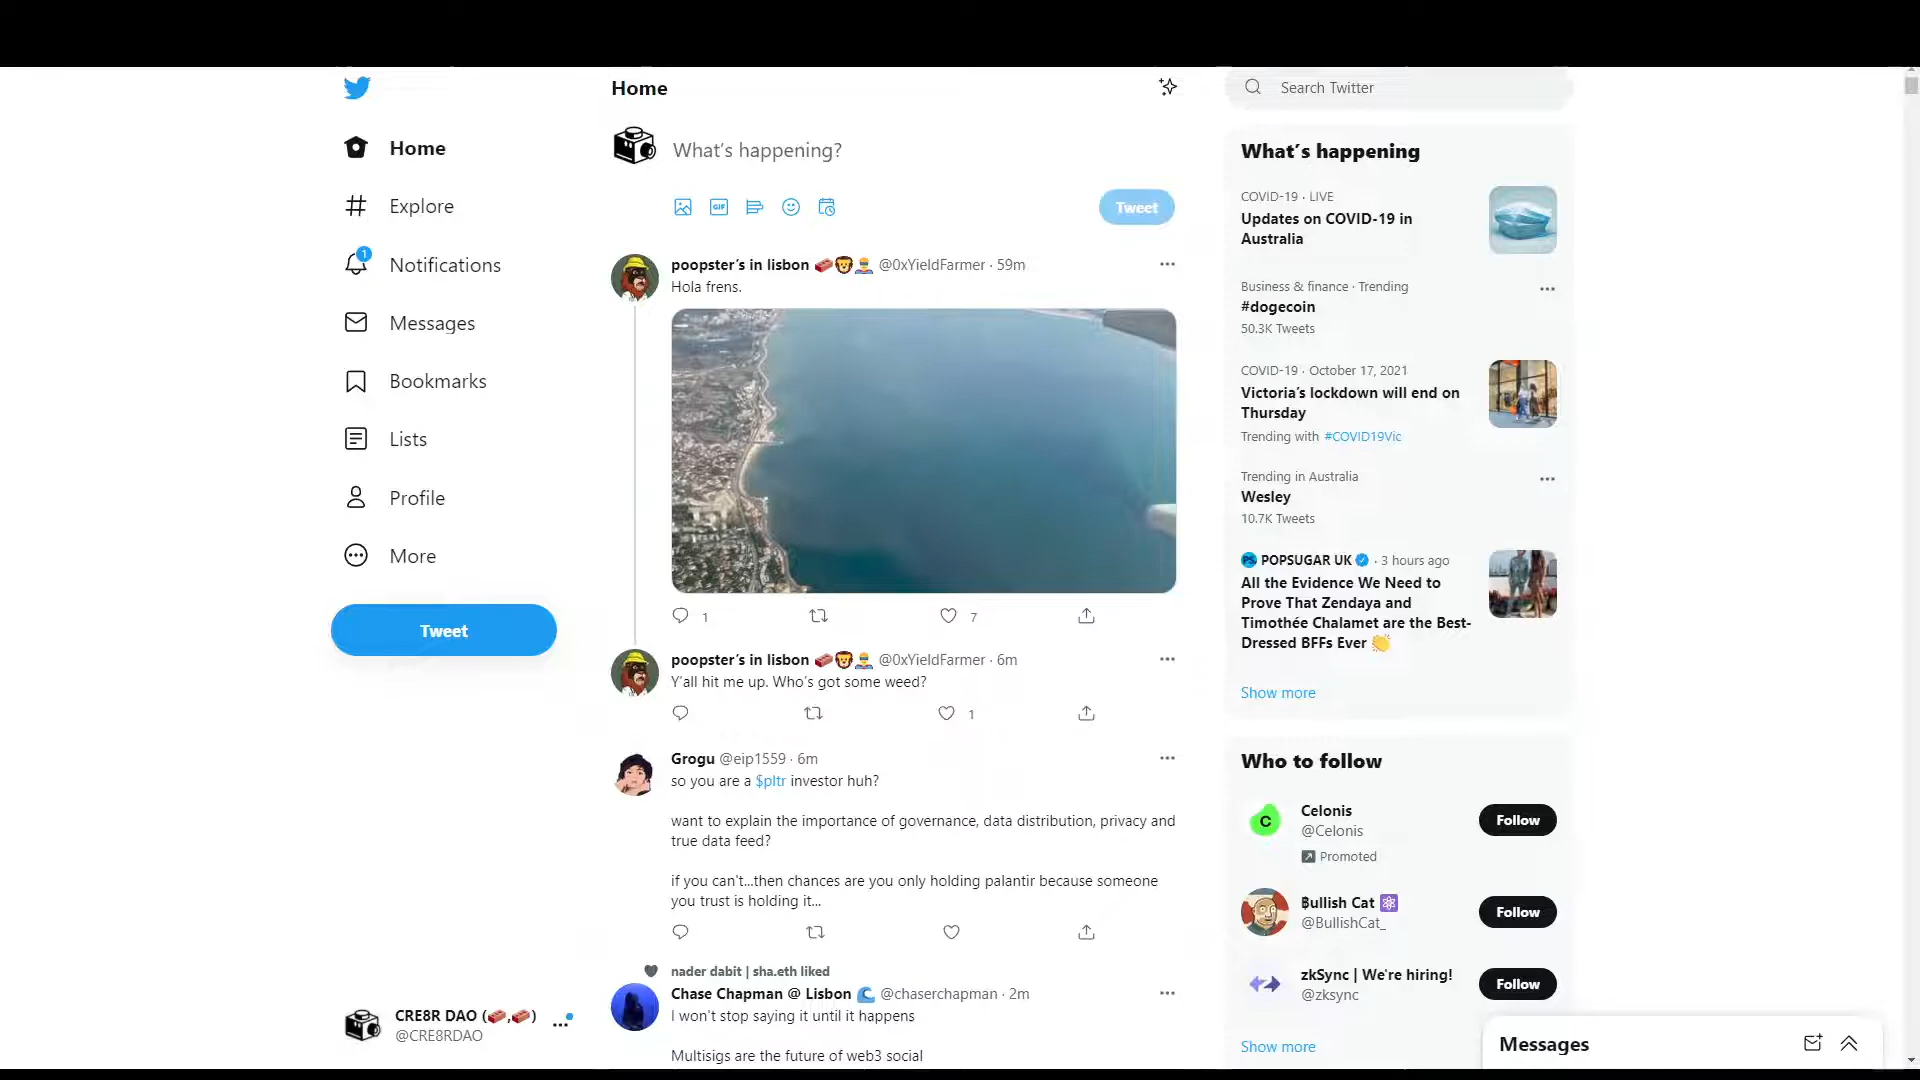 Home
Explore
1
Notifications
Messages
Bookmarks
Lists
Profile
More
Tweet
CRE8R DAO (🧱,🧱)
@CRE8RDAO
Home
What's happening?
GIF
Tweet
poopster's in lisbon @0xYieldFarmer · 59m
Hola frens.
1
7
poopster's in lisbon @0xYieldFarmer · 6m
Y'all hit me up. Who's got some weed?
1
Grogu @eip1559 · 6m
so you are a $pltr investor huh?
want to explain the importance of governance, data distribution, privacy and
true data feed?
if you can't...then chances are you only holding palantir because someone
you trust is holding it...
nader dabit | sha.eth liked
Chase Chapman @ Lisbon 🌊 @chaserchapman · 2m
I won't stop saying it until it happens
Multisigs are the future of web3 social
Search Twitter
What's happening
COVID-19 · LIVE
Updates on COVID-19 in
Australia
Business & finance · Trending
#dogecoin
50.3K Tweets
COVID-19 · October 17, 2021
Victoria's lockdown will end on
Thursday
Trending with #COVID19Vic
Trending in Australia
Wesley
10.7K Tweets
POPSUGAR UK · 3 hours ago
All the Evidence We Need to
Prove That Zendaya and
Timothée Chalamet are the Best-
Dressed BFFs Ever 👏
Show more
Who to follow
C
Celonis
@Celonis
Promoted
Follow
₿ullish Cat ⚛
@BullishCat_
Follow
zkSync | We're hiring!
@zksync
Follow
Show more
Messages